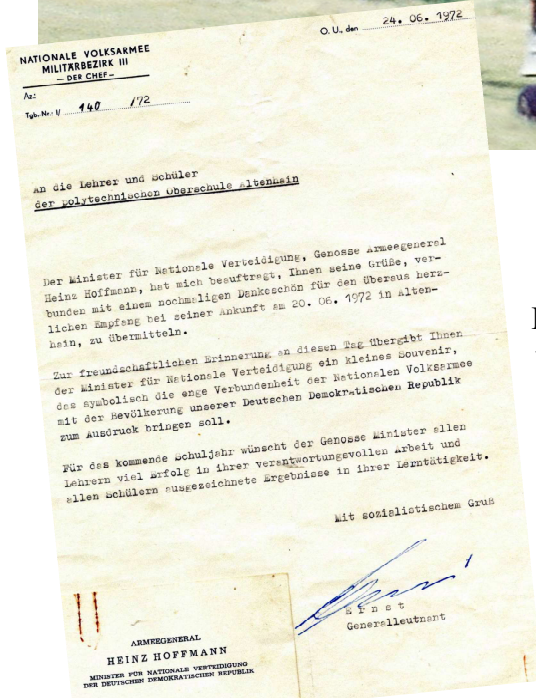 NATIONALE VOLKSARMEE
MILITÄRBEZIRK III
— DER CHEF —
O. U., den 24. 06. 1972
Az.:
Tgb.-Nr.: I/ 140 /72
an die Lehrer und Schüler
der Polytechnischen Oberschule Altenhain
Der Minister für Nationale Verteidigung, Genosse Armeegeneral
Heinz Hoffmann, hat mich beauftragt, Ihnen seine Grüße, ver-
bunden mit einem nochmaligen Dankeschön für den überaus herz-
lichen Empfang bei seiner Ankunft am 20. 06. 1972 in Alten-
hain, zu übermitteln.
Zur freundschaftlichen Erinnerung an diesen Tag übergibt Ihnen
der Minister für Nationale Verteidigung ein kleines Souvenir,
das symbolisch die enge Verbundenheit der Nationalen Volksarmee
mit der Bevölkerung unserer Deutschen Demokratischen Republik
zum Ausdruck bringen soll.
Für das kommende Schuljahr wünscht der Genosse Minister allen
Lehrern viel Erfolg in ihrer verantwortungsvollen Arbeit und
allen Schülern ausgezeichnete Ergebnisse in ihrer Lerntätigkeit.
Mit sozialistischem Gruß
Ernst
Generalleutnant
ARMEEGENERAL
HEINZ HOFFMANN
MINISTER FÜR NATIONALE VERTEIDIGUNG
DER DEUTSCHEN DEMOKRATISCHEN REPUBLIK